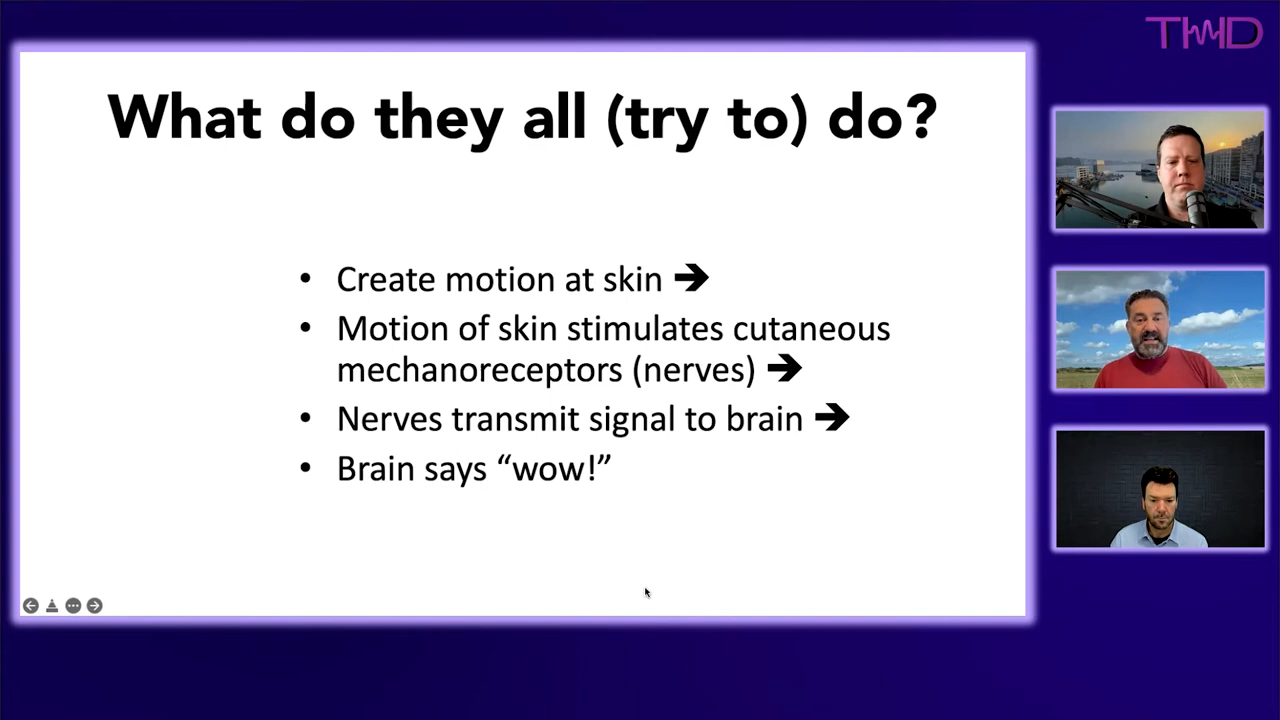 THD
What do they all (try to) do?
• Create motion at skin ➔
• Motion of skin stimulates cutaneous
mechanoreceptors (nerves) ➔
• Nerves transmit signal to brain ➔
• Brain says “wow!”